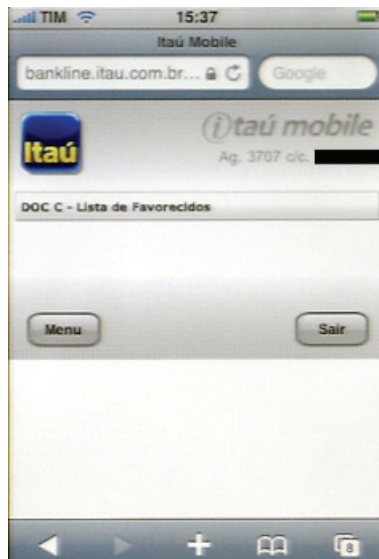 TIM 15:37
Itaú Mobile
bankline.itau.com.br... Google
Itaú
itaú mobile
Ag. 3707 c/c.
DOC C - Lista de Favorecidos
Menu Sair
8